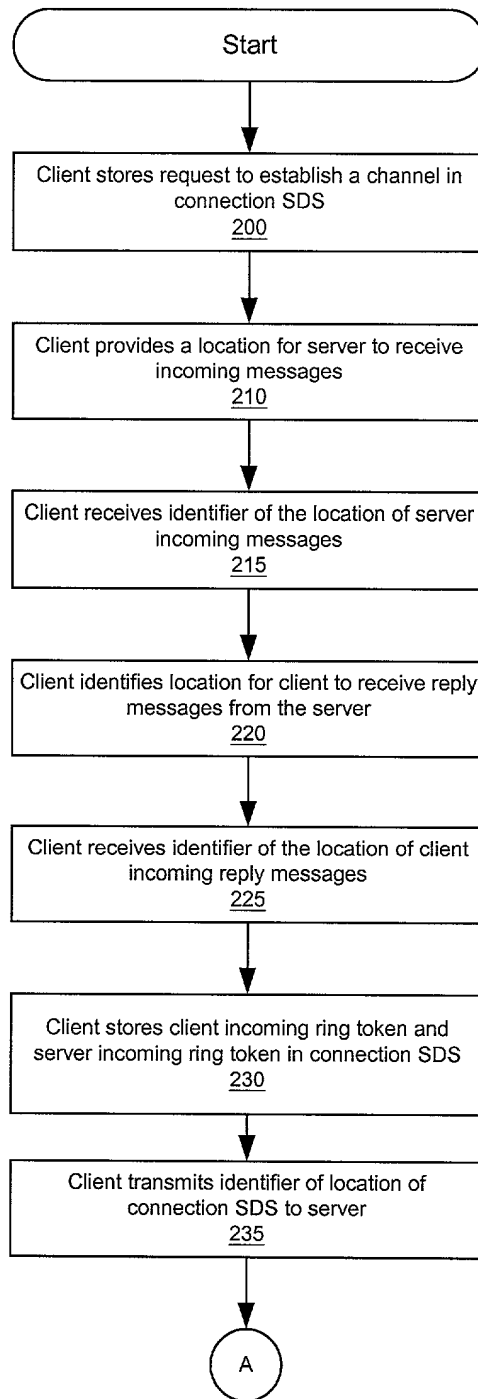 Start
Client stores request to establish a channel in
connection SDS
200
Client provides a location for server to receive
incoming messages
210
Client receives identifier of the location of server
incoming messages
215
Client identifies location for client to receive reply
messages from the server
220
Client receives identifier of the location of client
incoming reply messages
225
Client stores client incoming ring token and
server incoming ring token in connection SDS
230
Client transmits identifier of location of
connection SDS to server
235
A